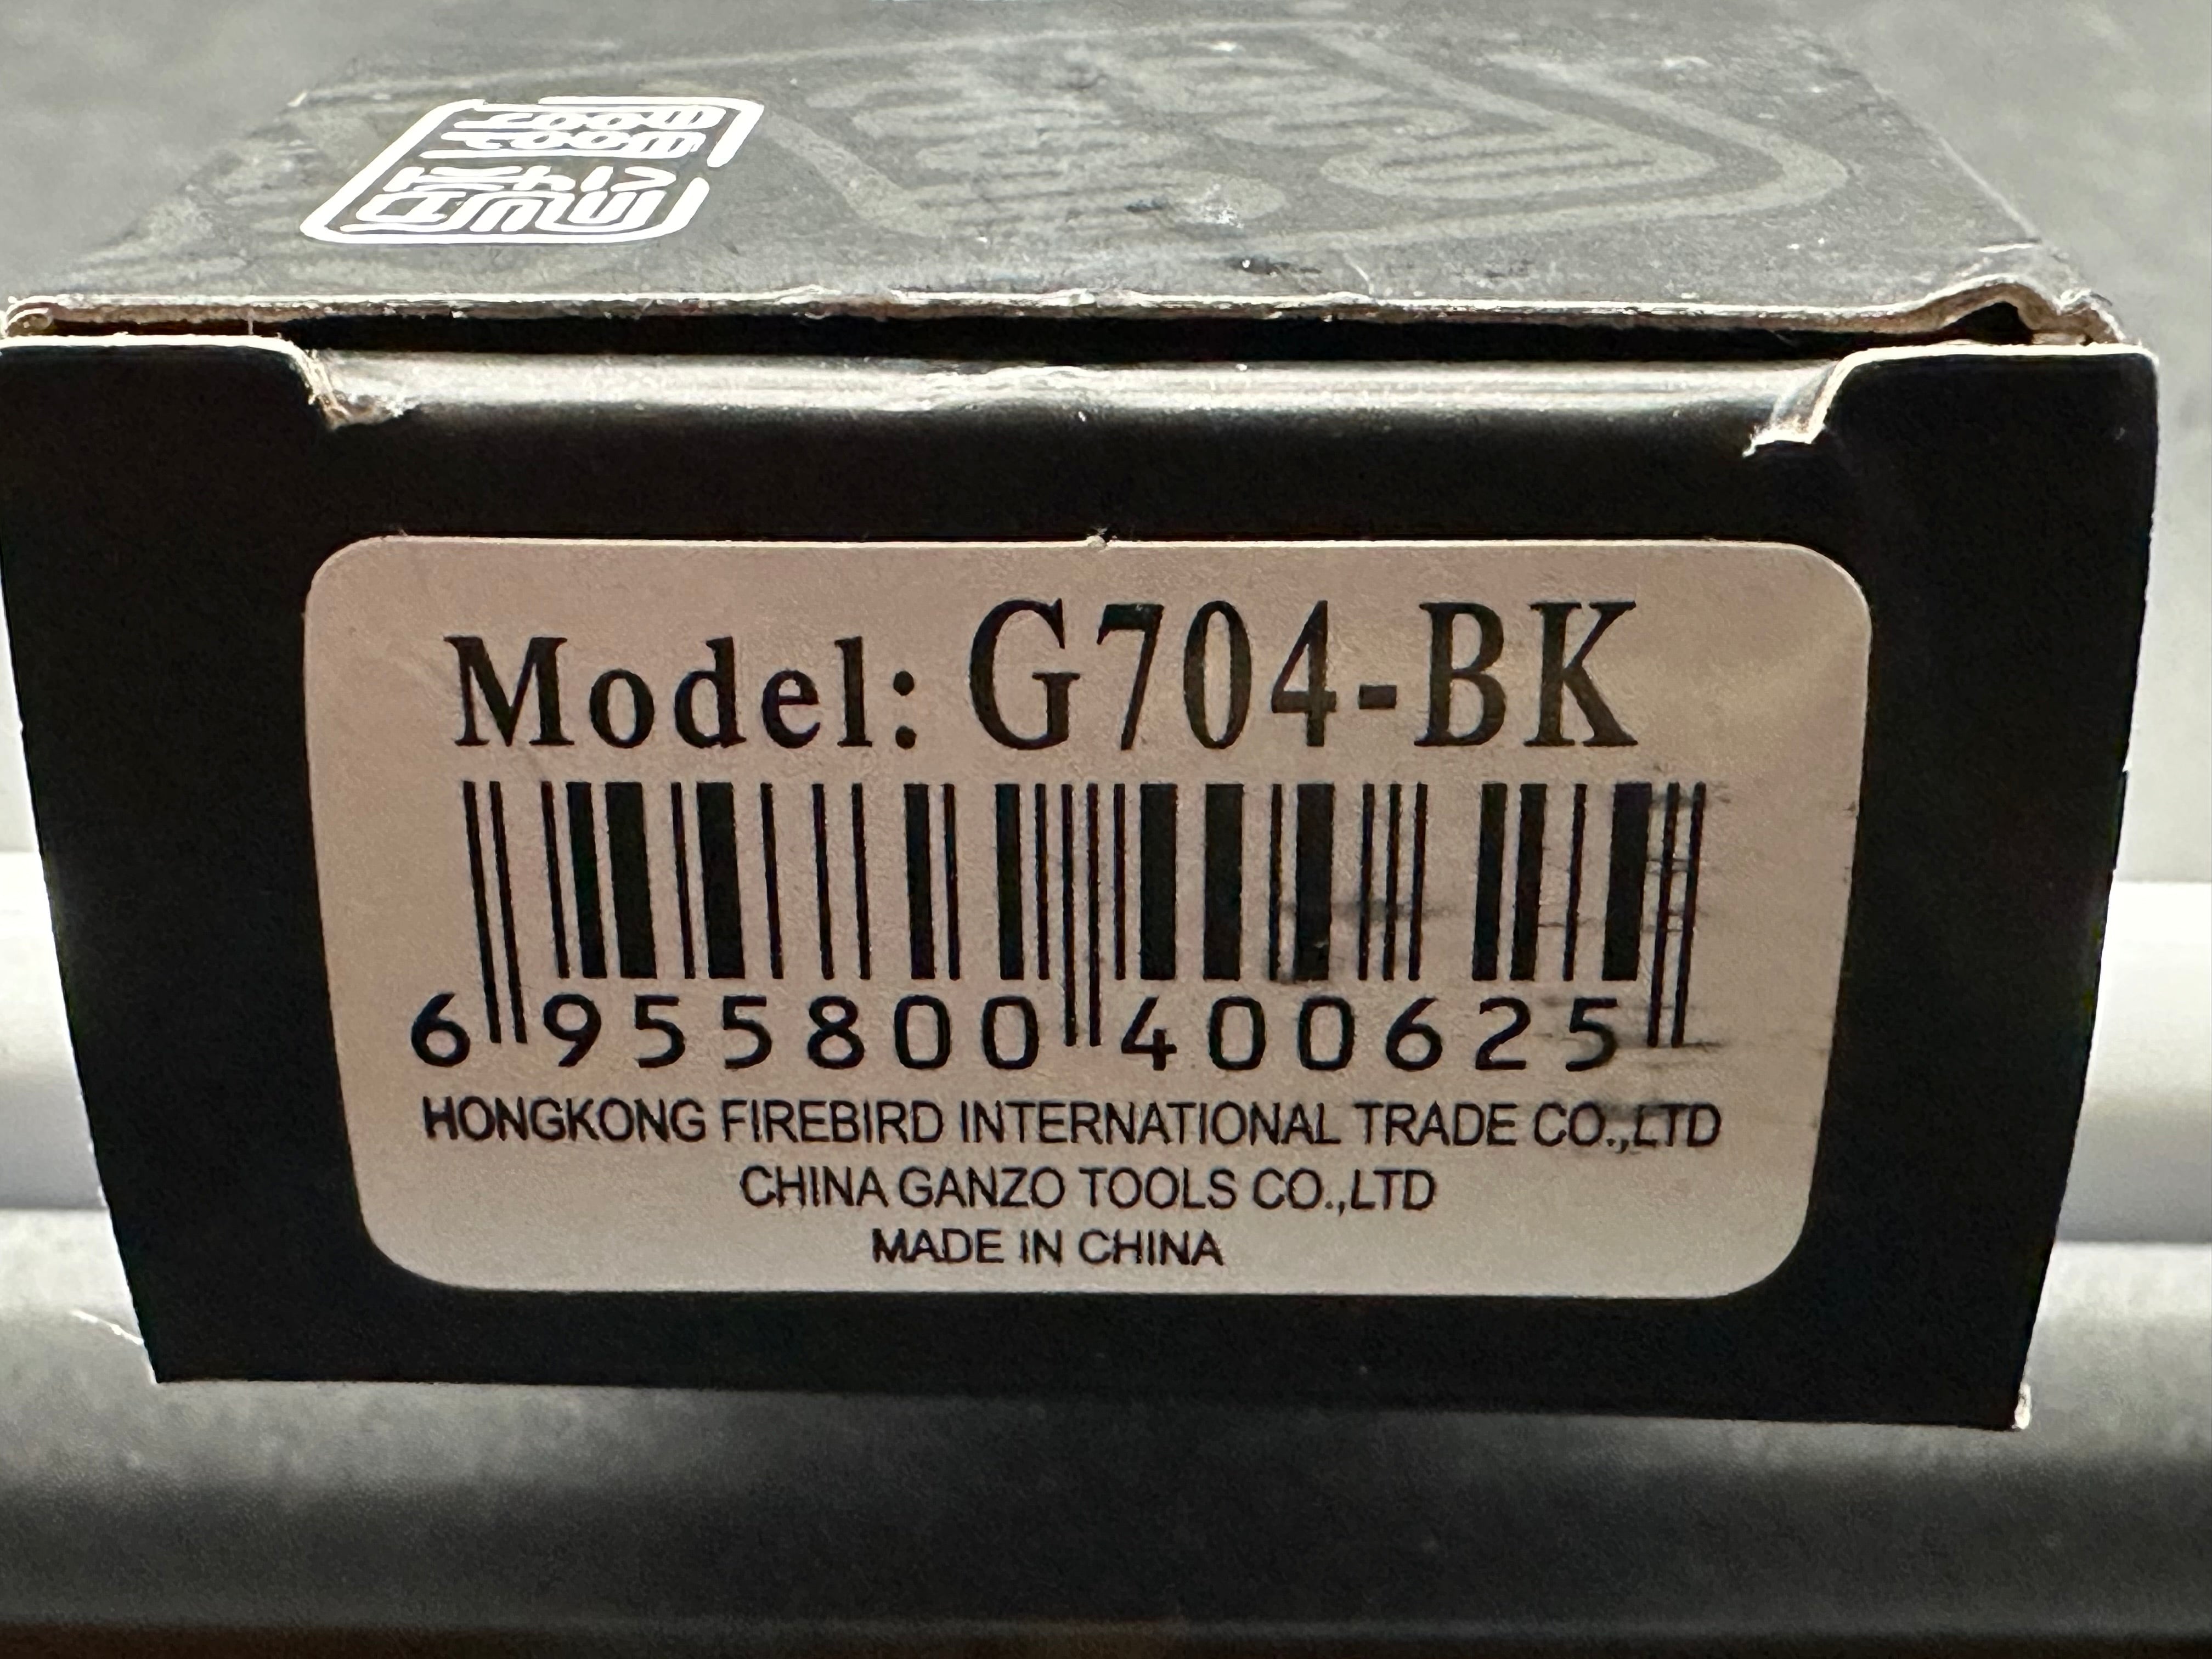 Model: G704-BK
6 955800 400625
HONGKONG FIREBIRD INTERNATIONAL TRADE CO.,LTD
CHINA GANZO TOOLS CO.,LTD
MADE IN CHINA